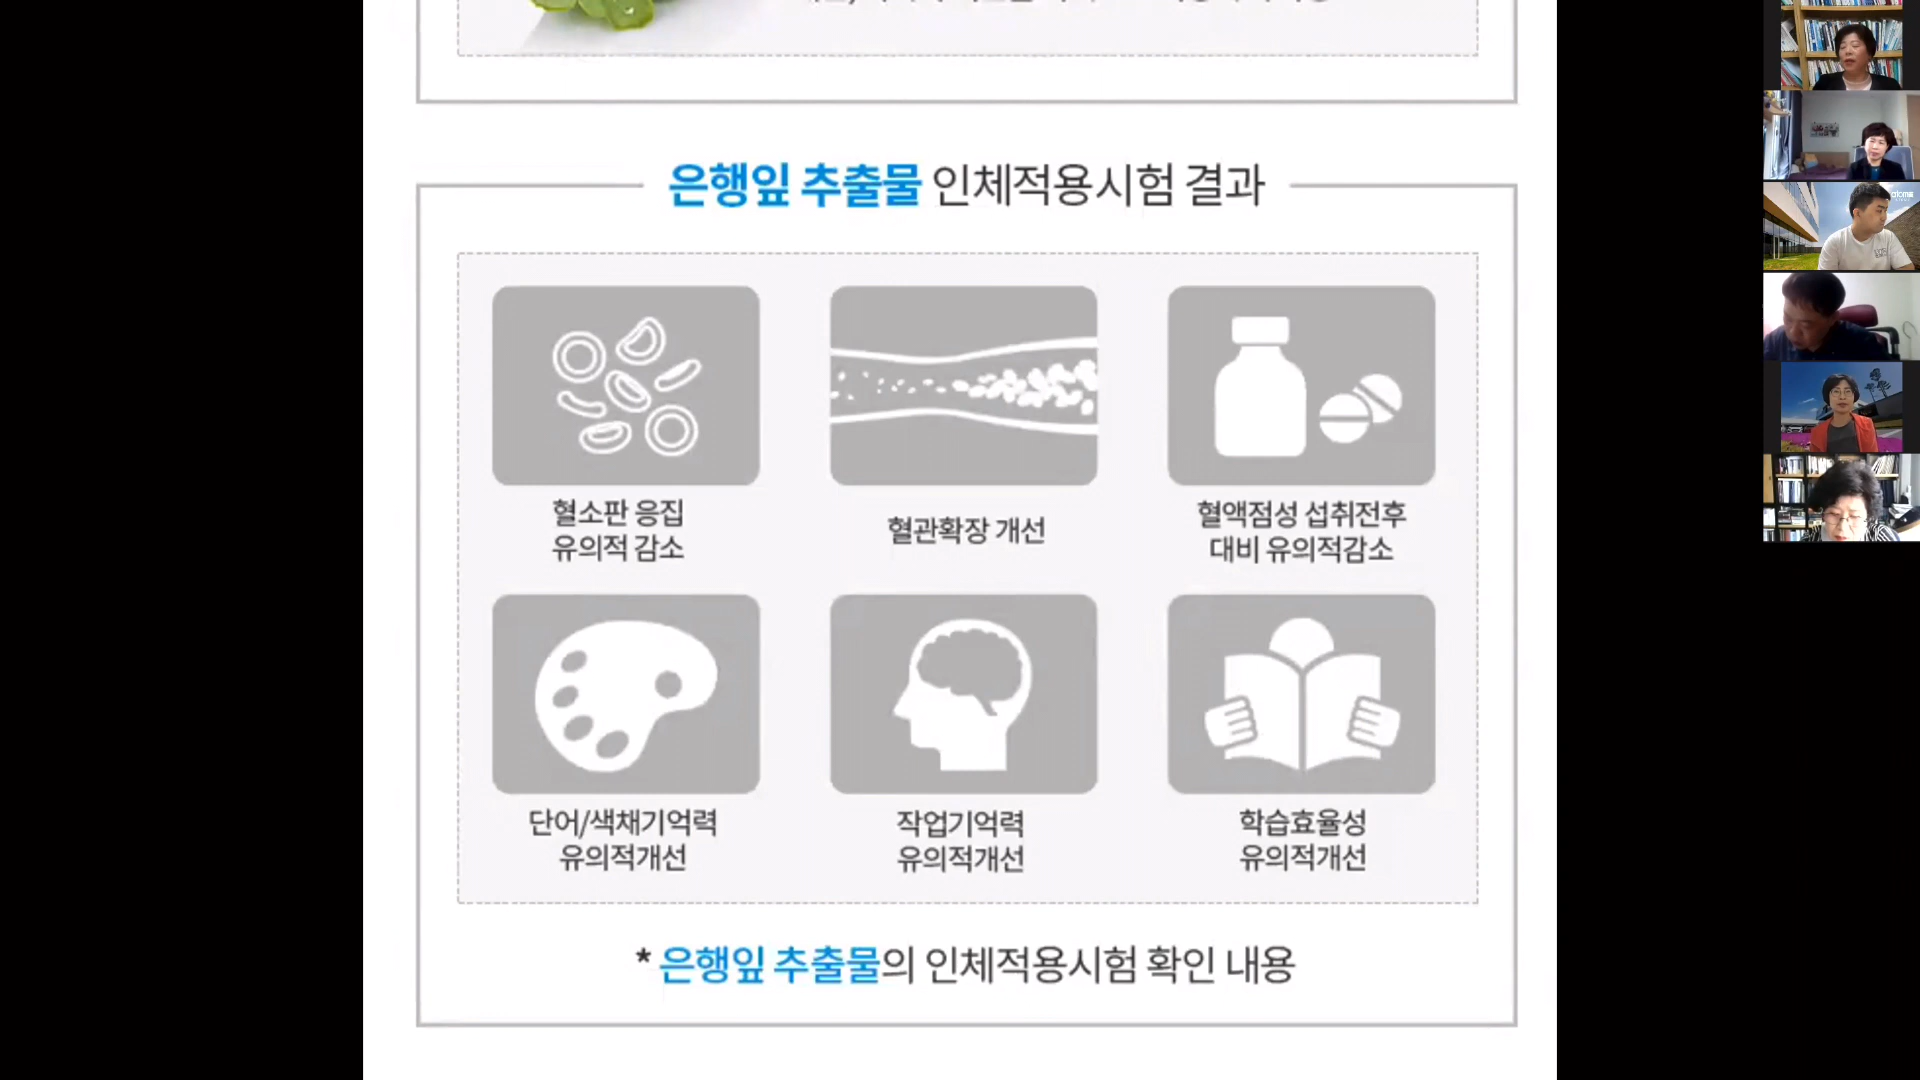 은행잎 추출물 인체적용시험 결과
혈소판 응집
유의적 감소
혈관확장 개선
혈액점성 섭취전후
대비 유의적감소
단어/색채기억력
유의적개선
작업기억력
유의적개선
학습효율성
유의적개선
* 은행잎 추출물의 인체적용시험 확인 내용